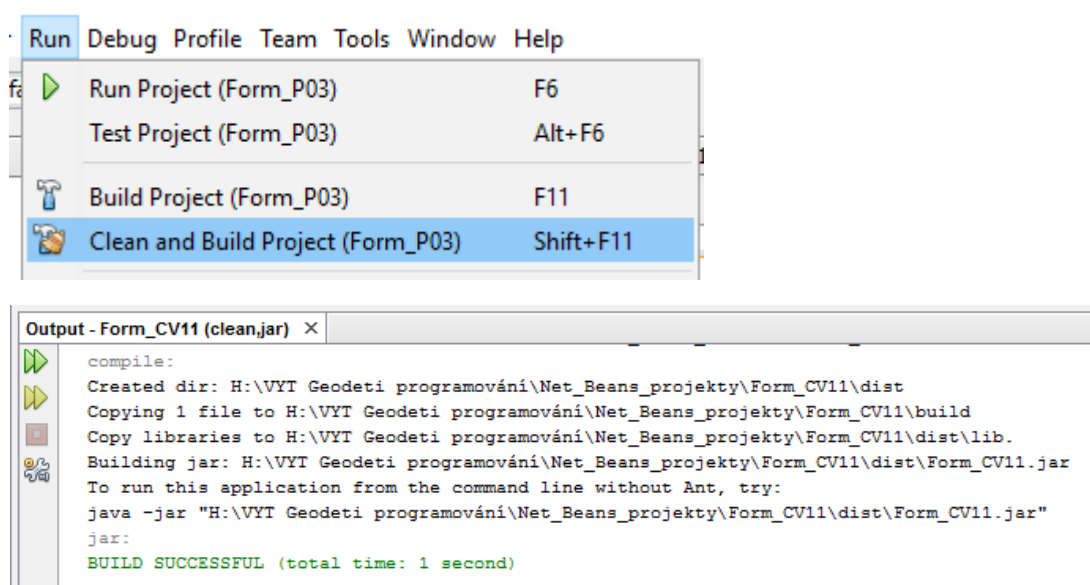 Run Debug Profile Team Tools Window Help
Run Project (Form_P03) F6
Test Project (Form_P03) Alt+F6
Build Project (Form_P03) F11
Clean and Build Project (Form_P03) Shift+F11
Output - Form_CV11 (clean,jar) ×
compile:
Created dir: H:\VYT Geodeti programování\Net_Beans_projekty\Form_CV11\dist
Copying 1 file to H:\VYT Geodeti programování\Net_Beans_projekty\Form_CV11\build
Copy libraries to H:\VYT Geodeti programování\Net_Beans_projekty\Form_CV11\dist\lib.
Building jar: H:\VYT Geodeti programování\Net_Beans_projekty\Form_CV11\dist\Form_CV11.jar
To run this application from the command line without Ant, try:
java -jar "H:\VYT Geodeti programování\Net_Beans_projekty\Form_CV11\dist\Form_CV11.jar"
jar:
BUILD SUCCESSFUL (total time: 1 second)